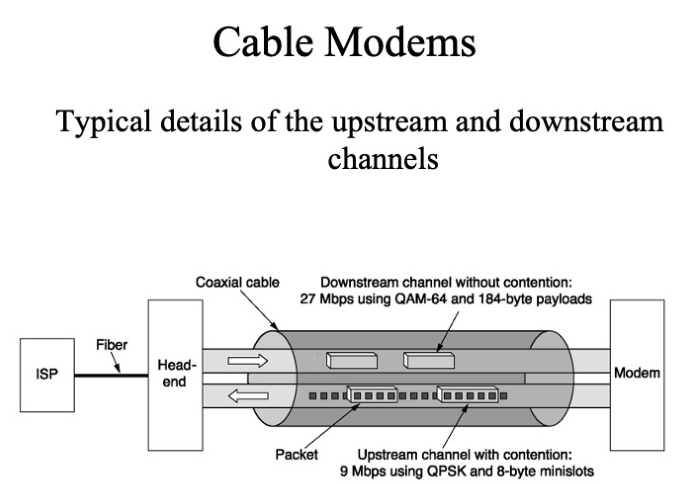 Cable Modems
Typical details of the upstream and downstream
channels
Coaxial cable
Downstream channel without contention:
27 Mbps using QAM-64 and 184-byte payloads
Fiber
ISP
Head-
end
Modem
Packet
Upstream channel with contention:
9 Mbps using QPSK and 8-byte minislots